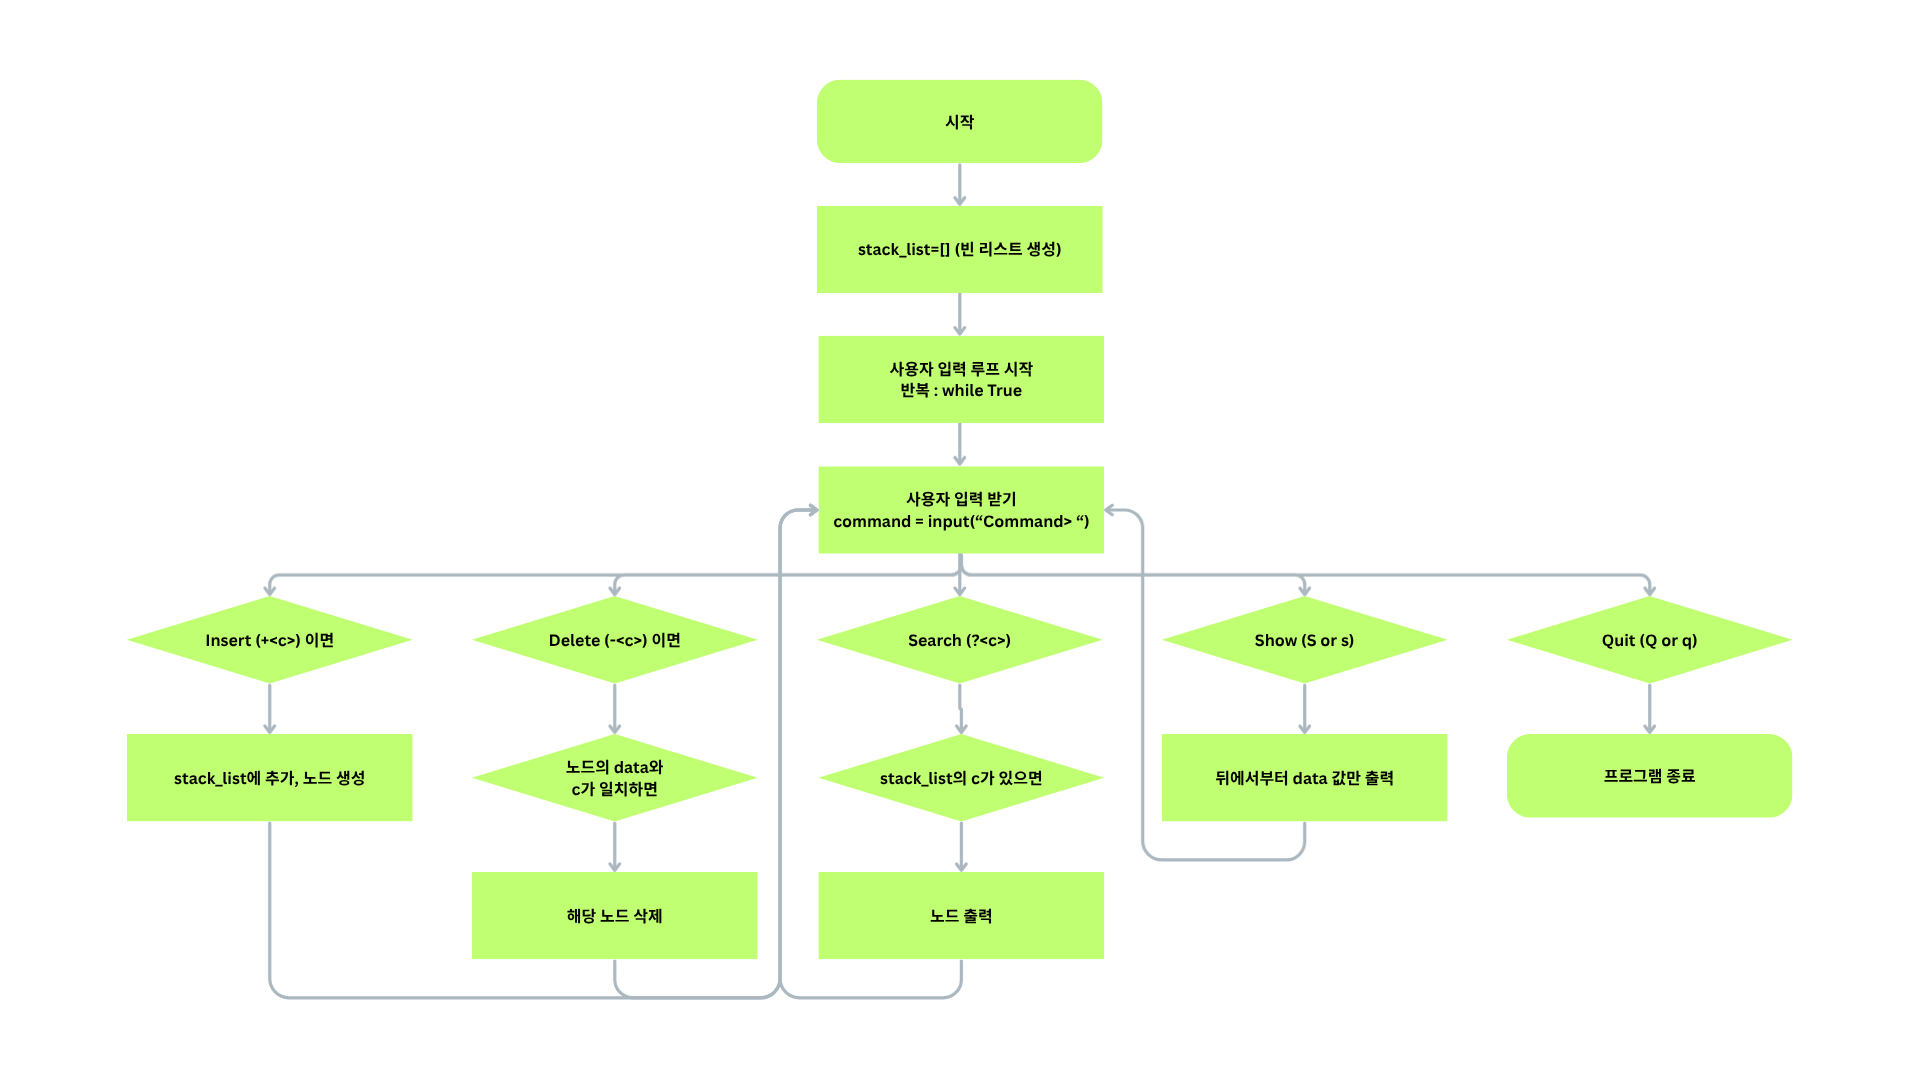 시작
stack_list=[] (빈 리스트 생성)
사용자 입력 루프 시작
반복 : while True
사용자 입력 받기
command = input(“Command> “)
Insert (+<c>) 이면
Delete (-<c>) 이면
Search (?<c>)
Show (S or s)
Quit (Q or q)
stack_list에 추가, 노드 생성
노드의 data와
c가 일치하면
stack_list의 c가 있으면
뒤에서부터 data 값만 출력
프로그램 종료
해당 노드 삭제
노드 출력